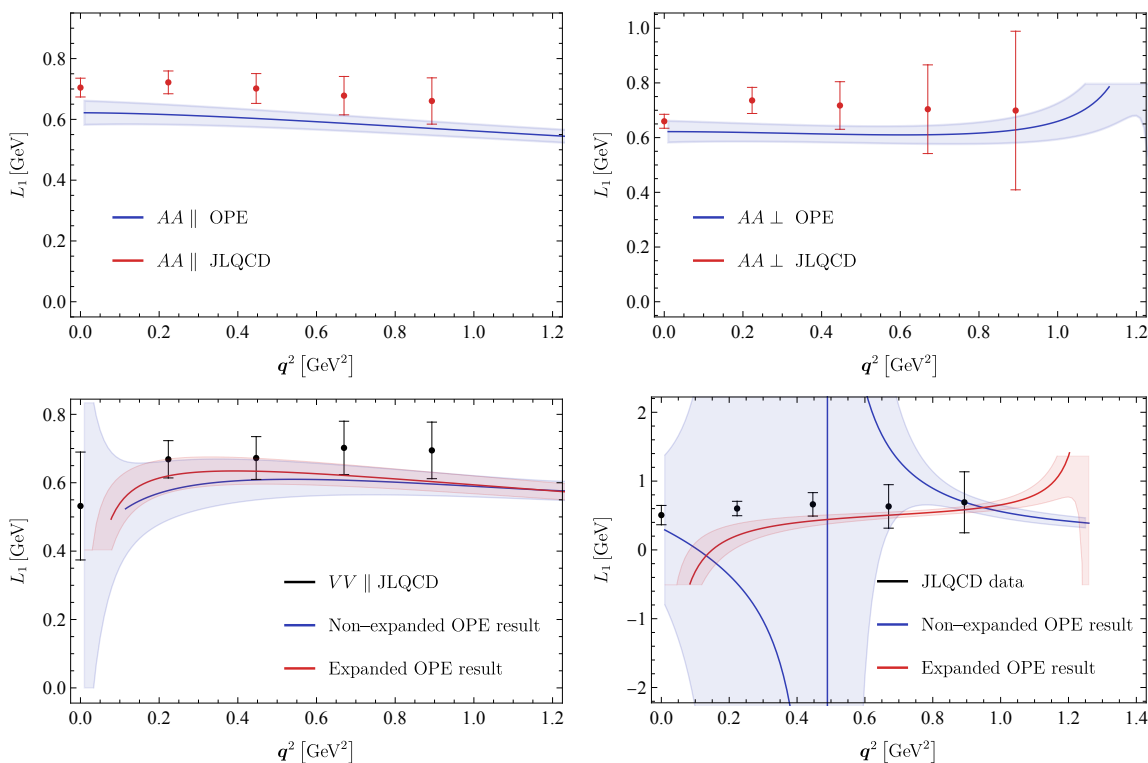 0.8
0.6
0.4
0.2
0.0
L₁ [GeV]
AA ∥ OPE
AA ∥ JLQCD
0.0 0.2 0.4 0.6 0.8 1.0 1.2
q² [GeV²]
1.0
0.8
0.6
0.4
0.2
0.0
L₁ [GeV]
AA ⊥ OPE
AA ⊥ JLQCD
0.0 0.2 0.4 0.6 0.8 1.0 1.2
q² [GeV²]
0.8
0.6
0.4
0.2
0.0
L₁ [GeV]
VV ∥ JLQCD
Non–expanded OPE result
Expanded OPE result
0.0 0.2 0.4 0.6 0.8 1.0 1.2
q² [GeV²]
2
1
0
−1
−2
L₁ [GeV]
JLQCD data
Non–expanded OPE result
Expanded OPE result
0.0 0.2 0.4 0.6 0.8 1.0 1.2 1.4
q² [GeV²]